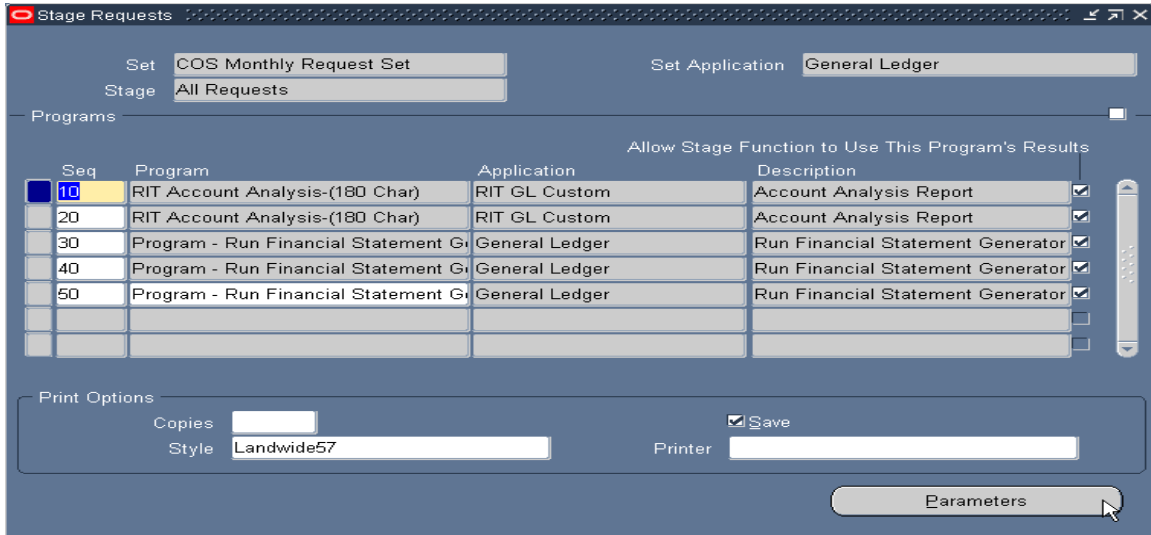 Stage Requests
Set COS Monthly Request Set Set Application General Ledger
Stage All Requests
Programs
Allow Stage Function to Use This Program's Results
Seq Program Application Description
10 RIT Account Analysis-(180 Char) RIT GL Custom Account Analysis Report
20 RIT Account Analysis-(180 Char) RIT GL Custom Account Analysis Report
30 Program - Run Financial Statement G General Ledger Run Financial Statement Generator
40 Program - Run Financial Statement G General Ledger Run Financial Statement Generator
50 Program - Run Financial Statement G General Ledger Run Financial Statement Generator
Print Options
Copies Save
Style Landwide57 Printer
Parameters